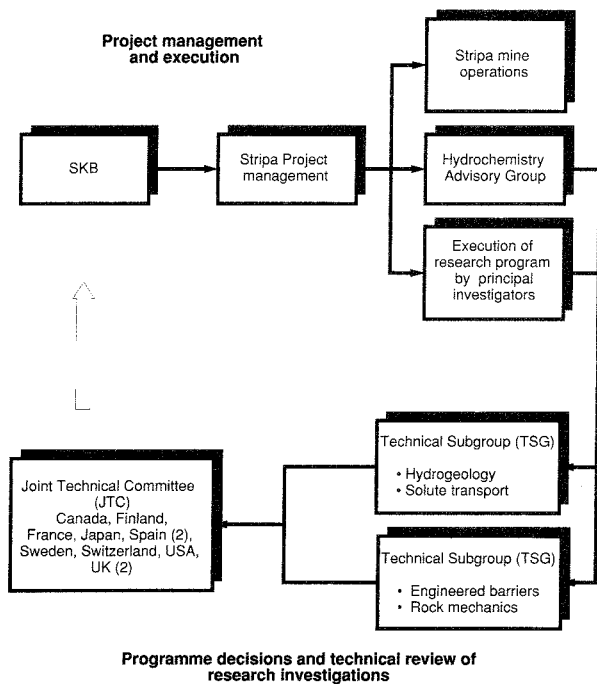 Project management
and execution
Stripa mine
operations
SKB
Stripa Project
management
Hydrochemistry
Advisory Group
Execution of
research program
by principal
investigators
Technical Subgroup (TSG)
• Hydrogeology
• Solute transport
Joint Technical Committee
(JTC)
Canada, Finland,
France, Japan, Spain (2),
Sweden, Switzerland, USA,
UK (2)
Technical Subgroup (TSG)
• Engineered barriers
• Rock mechanics
Programme decisions and technical review of
research investigations